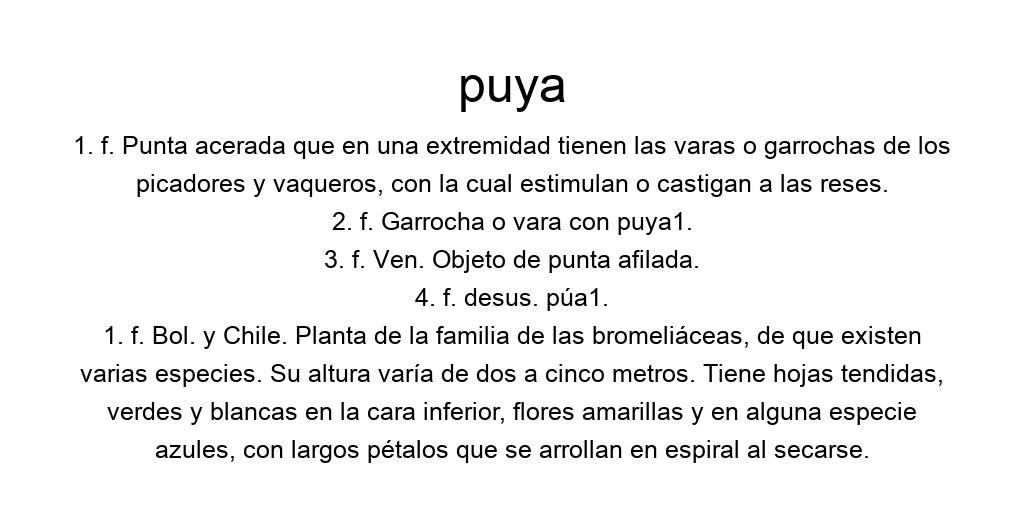 puya
1. f. Punta acerada que en una extremidad tienen las varas o garrochas de los
picadores y vaqueros, con la cual estimulan o castigan a las reses.
2. f. Garrocha o vara con puya1.
3. f. Ven. Objeto de punta afilada.
4. f. desus. púa1.
1. f. Bol. y Chile. Planta de la familia de las bromeliáceas, de que existen
varias especies. Su altura varía de dos a cinco metros. Tiene hojas tendidas,
verdes y blancas en la cara inferior, flores amarillas y en alguna especie
azules, con largos pétalos que se arrollan en espiral al secarse.